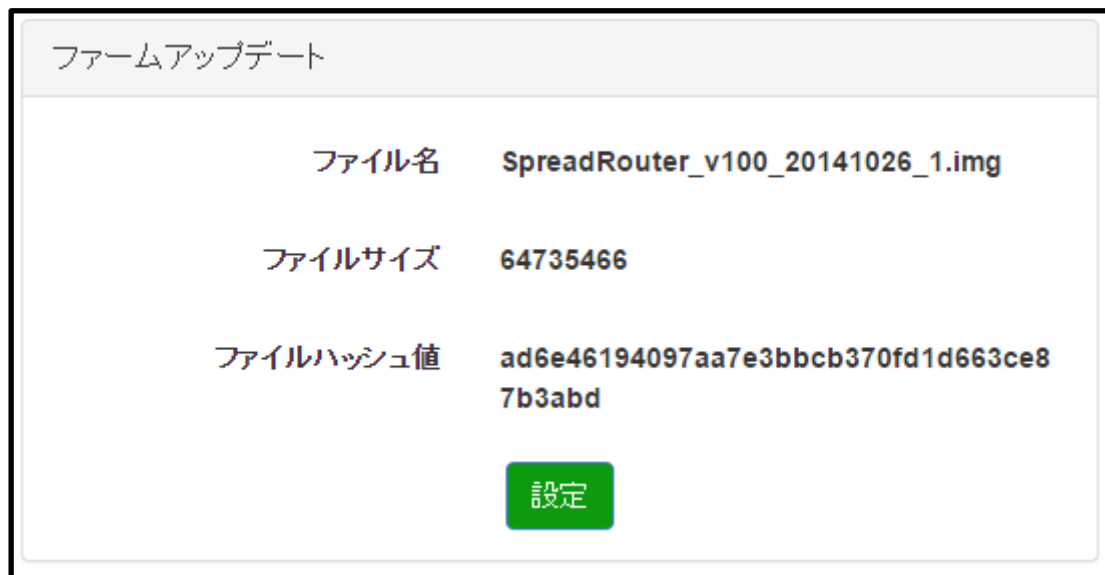 ファームアップデート
ファイル名 SpreadRouter_v100_20141026_1.img
ファイルサイズ 64735466
ファイルハッシュ値 ad6e46194097aa7e3bbcb370fd1d663ce8
7b3abd
設定